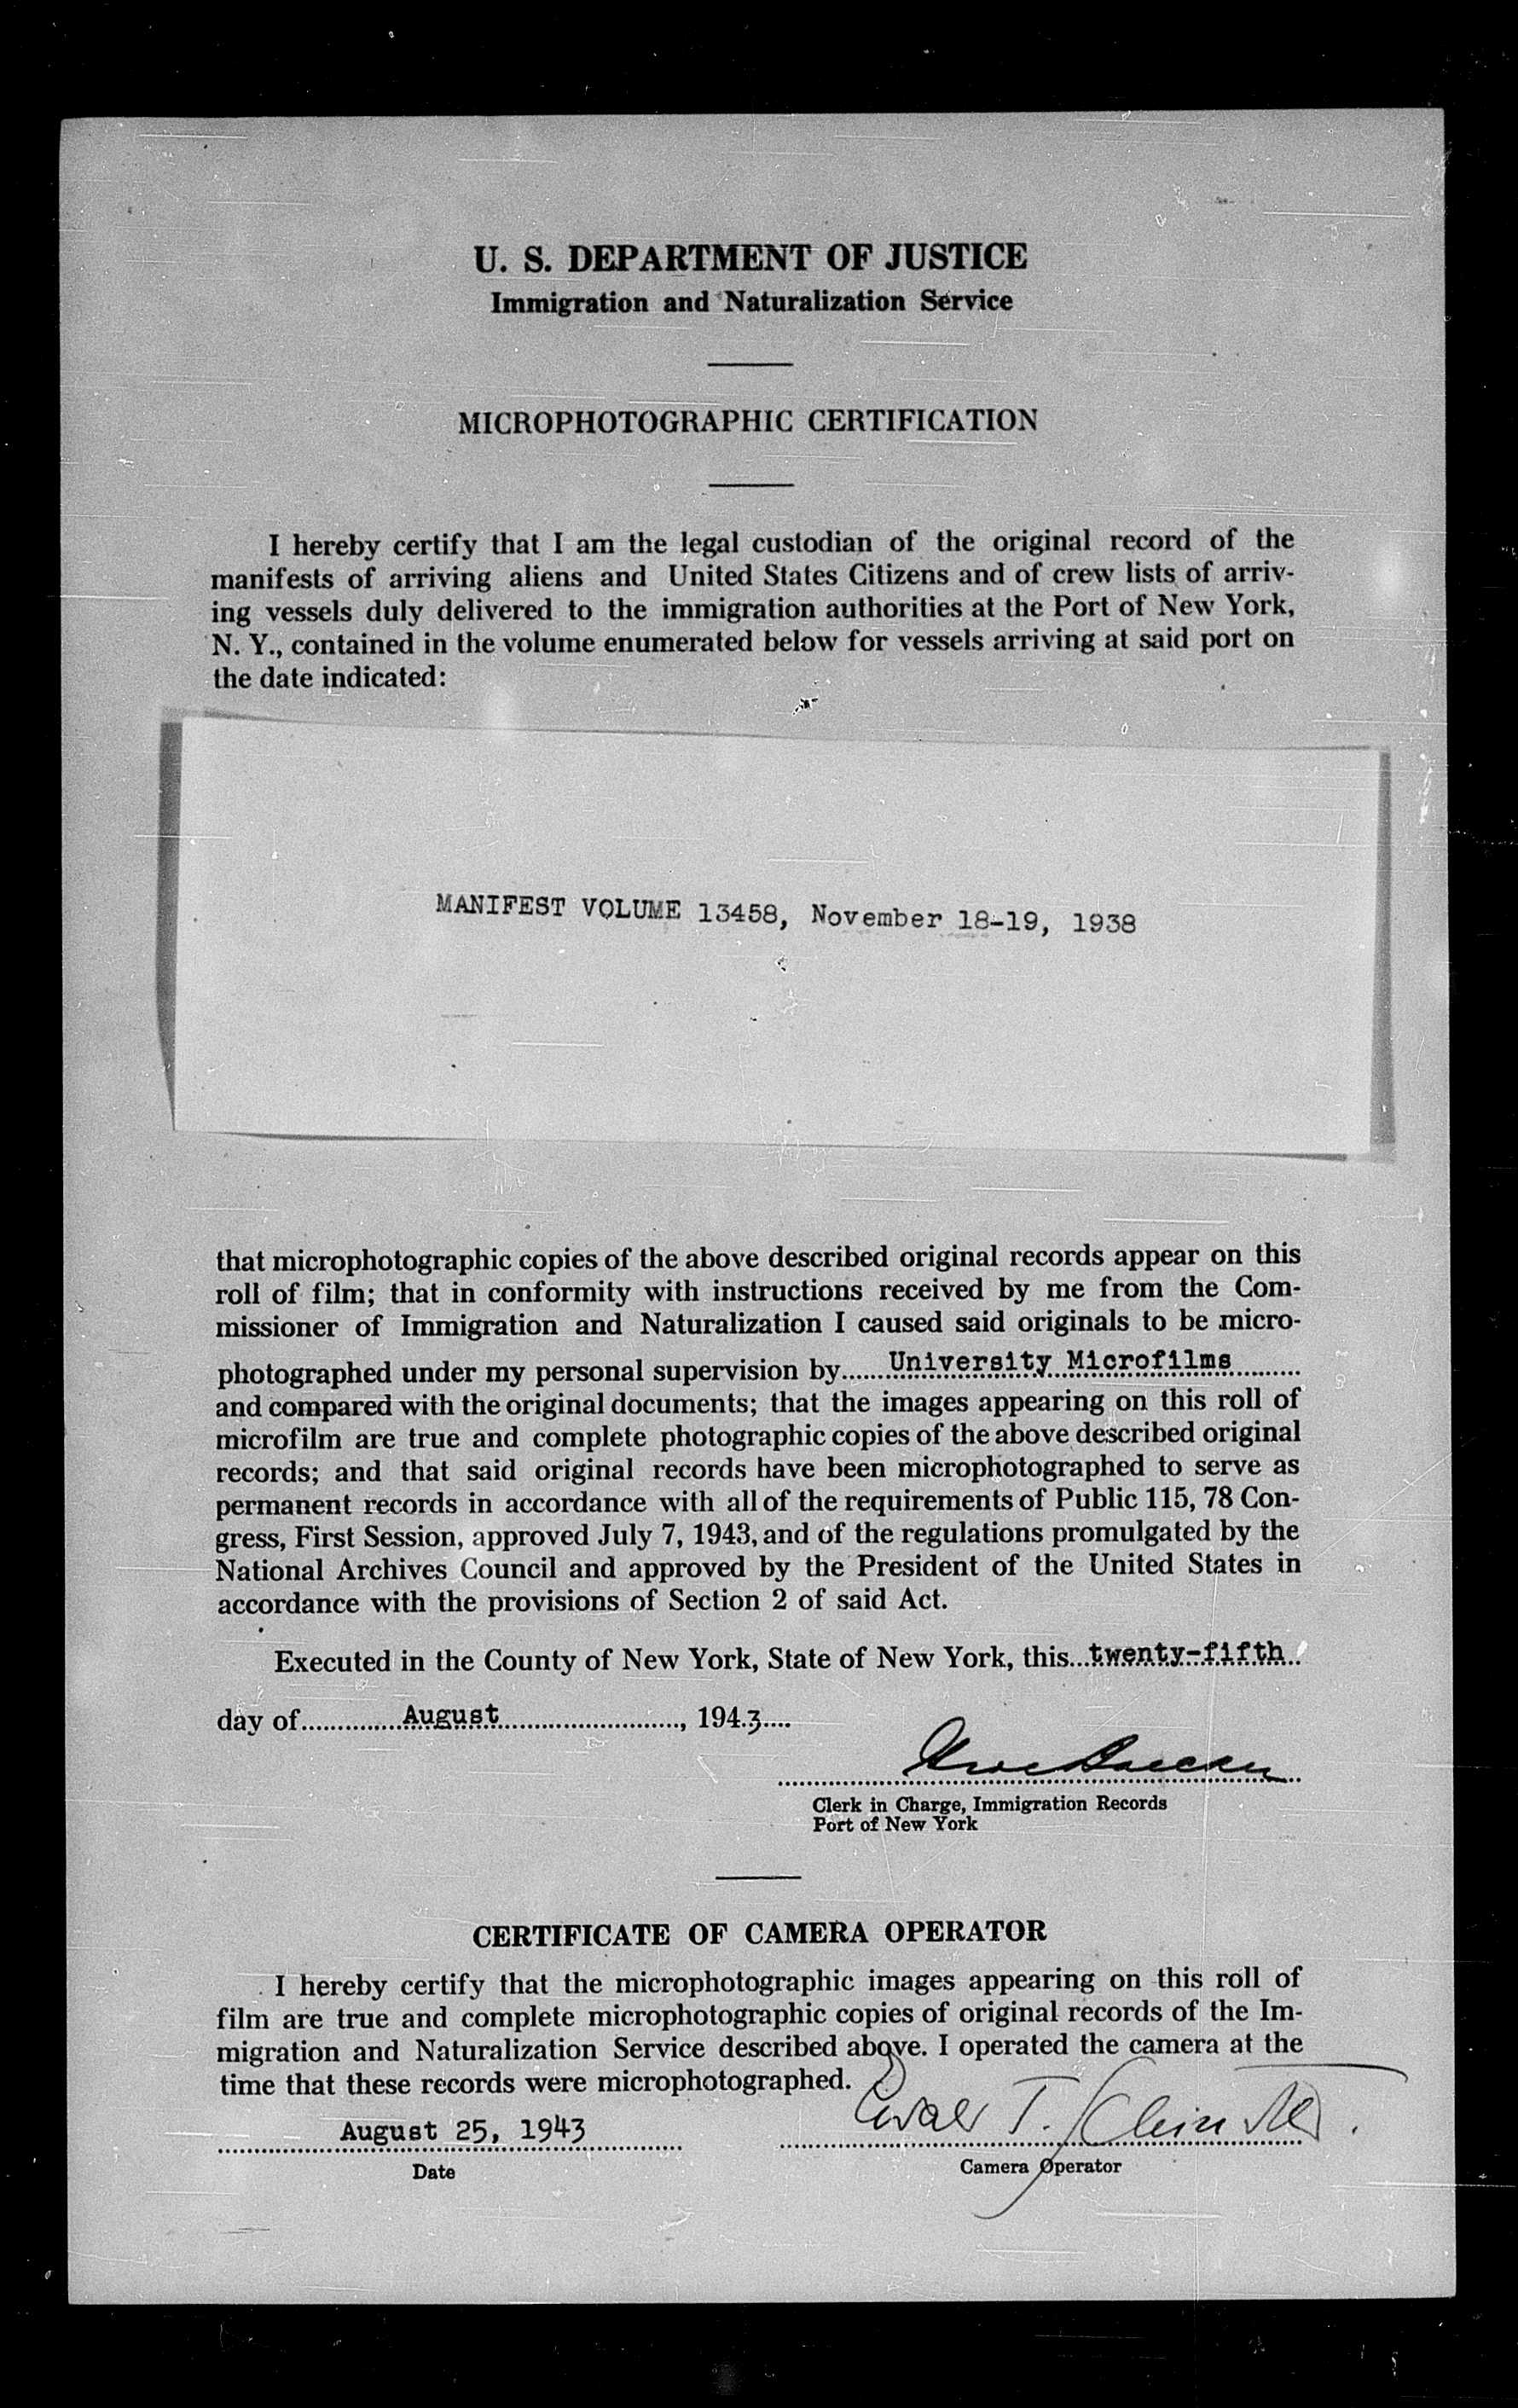 U. S. DEPARTMENT OF JUSTICE
Immigration and Naturalization Service
MICROPHOTOGRAPHIC CERTIFICATION
I hereby certify that I am the legal custodian of the original record of the
manifests of arriving aliens and United States Citizens and of crew lists of arriv-
ing vessels duly delivered to the immigration authorities at the Port of New York,
N. Y., contained in the volume enumerated below for vessels arriving at said port on
the date indicated:
MANIFEST VOLUME 13458, November 18-19, 1938
that microphotographic copies of the above described original records appear on this
roll of film; that in conformity with instructions received by me from the Com-
missioner of Immigration and Naturalization I caused said originals to be micro-
photographed under my personal supervision by......University Microfilms.........
and compared with the original documents; that the images appearing on this roll of
microfilm are true and complete photographic copies of the above described original
records; and that said original records have been microphotographed to serve as
permanent records in accordance with all of the requirements of Public 115, 78 Con-
gress, First Session, approved July 7, 1943, and of the regulations promulgated by the
National Archives Council and approved by the President of the United States in
accordance with the provisions of Section 2 of said Act.
Executed in the County of New York, State of New York, this...twenty-fifth..
day of..............August.........................., 194.3....
Clerk in Charge, Immigration Records
Port of New York
CERTIFICATE OF CAMERA OPERATOR
I hereby certify that the microphotographic images appearing on this roll of
film are true and complete microphotographic copies of original records of the Im-
migration and Naturalization Service described above. I operated the camera at the
time that these records were microphotographed.
August 25, 1943
Date
Camera Operator